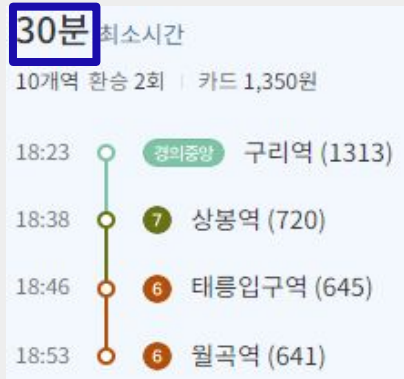 30분 최소시간
10개역 환승 2회 | 카드 1,350원
18:23 경의중앙 구리역 (1313)
18:38 7 상봉역 (720)
18:46 6 태릉입구역 (645)
18:53 6 월곡역 (641)